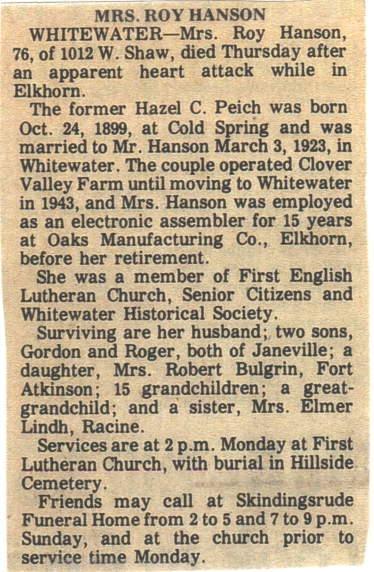 MRS. ROY HANSON
WHITEWATER—Mrs. Roy Hanson,
76, of 1012 W. Shaw, died Thursday after
an apparent heart attack while in
Elkhorn.
The former Hazel C. Peich was born
Oct. 24, 1899, at Cold Spring and was
married to Mr. Hanson March 3, 1923, in
Whitewater. The couple operated Clover
Valley Farm until moving to Whitewater
in 1943, and Mrs. Hanson was employed
as an electronic assembler for 15 years
at Oaks Manufacturing Co., Elkhorn,
before her retirement.
She was a member of First English
Lutheran Church, Senior Citizens and
Whitewater Historical Society.
Surviving are her husband; two sons,
Gordon and Roger, both of Janeville; a
daughter, Mrs. Robert Bulgrin, Fort
Atkinson; 15 grandchildren; a great-
grandchild; and a sister, Mrs. Elmer
Lindh, Racine.
Services are at 2 p.m. Monday at First
Lutheran Church, with burial in Hillside
Cemetery.
Friends may call at Skindingsrude
Funeral Home from 2 to 5 and 7 to 9 p.m.
Sunday, and at the church prior to
service time Monday.